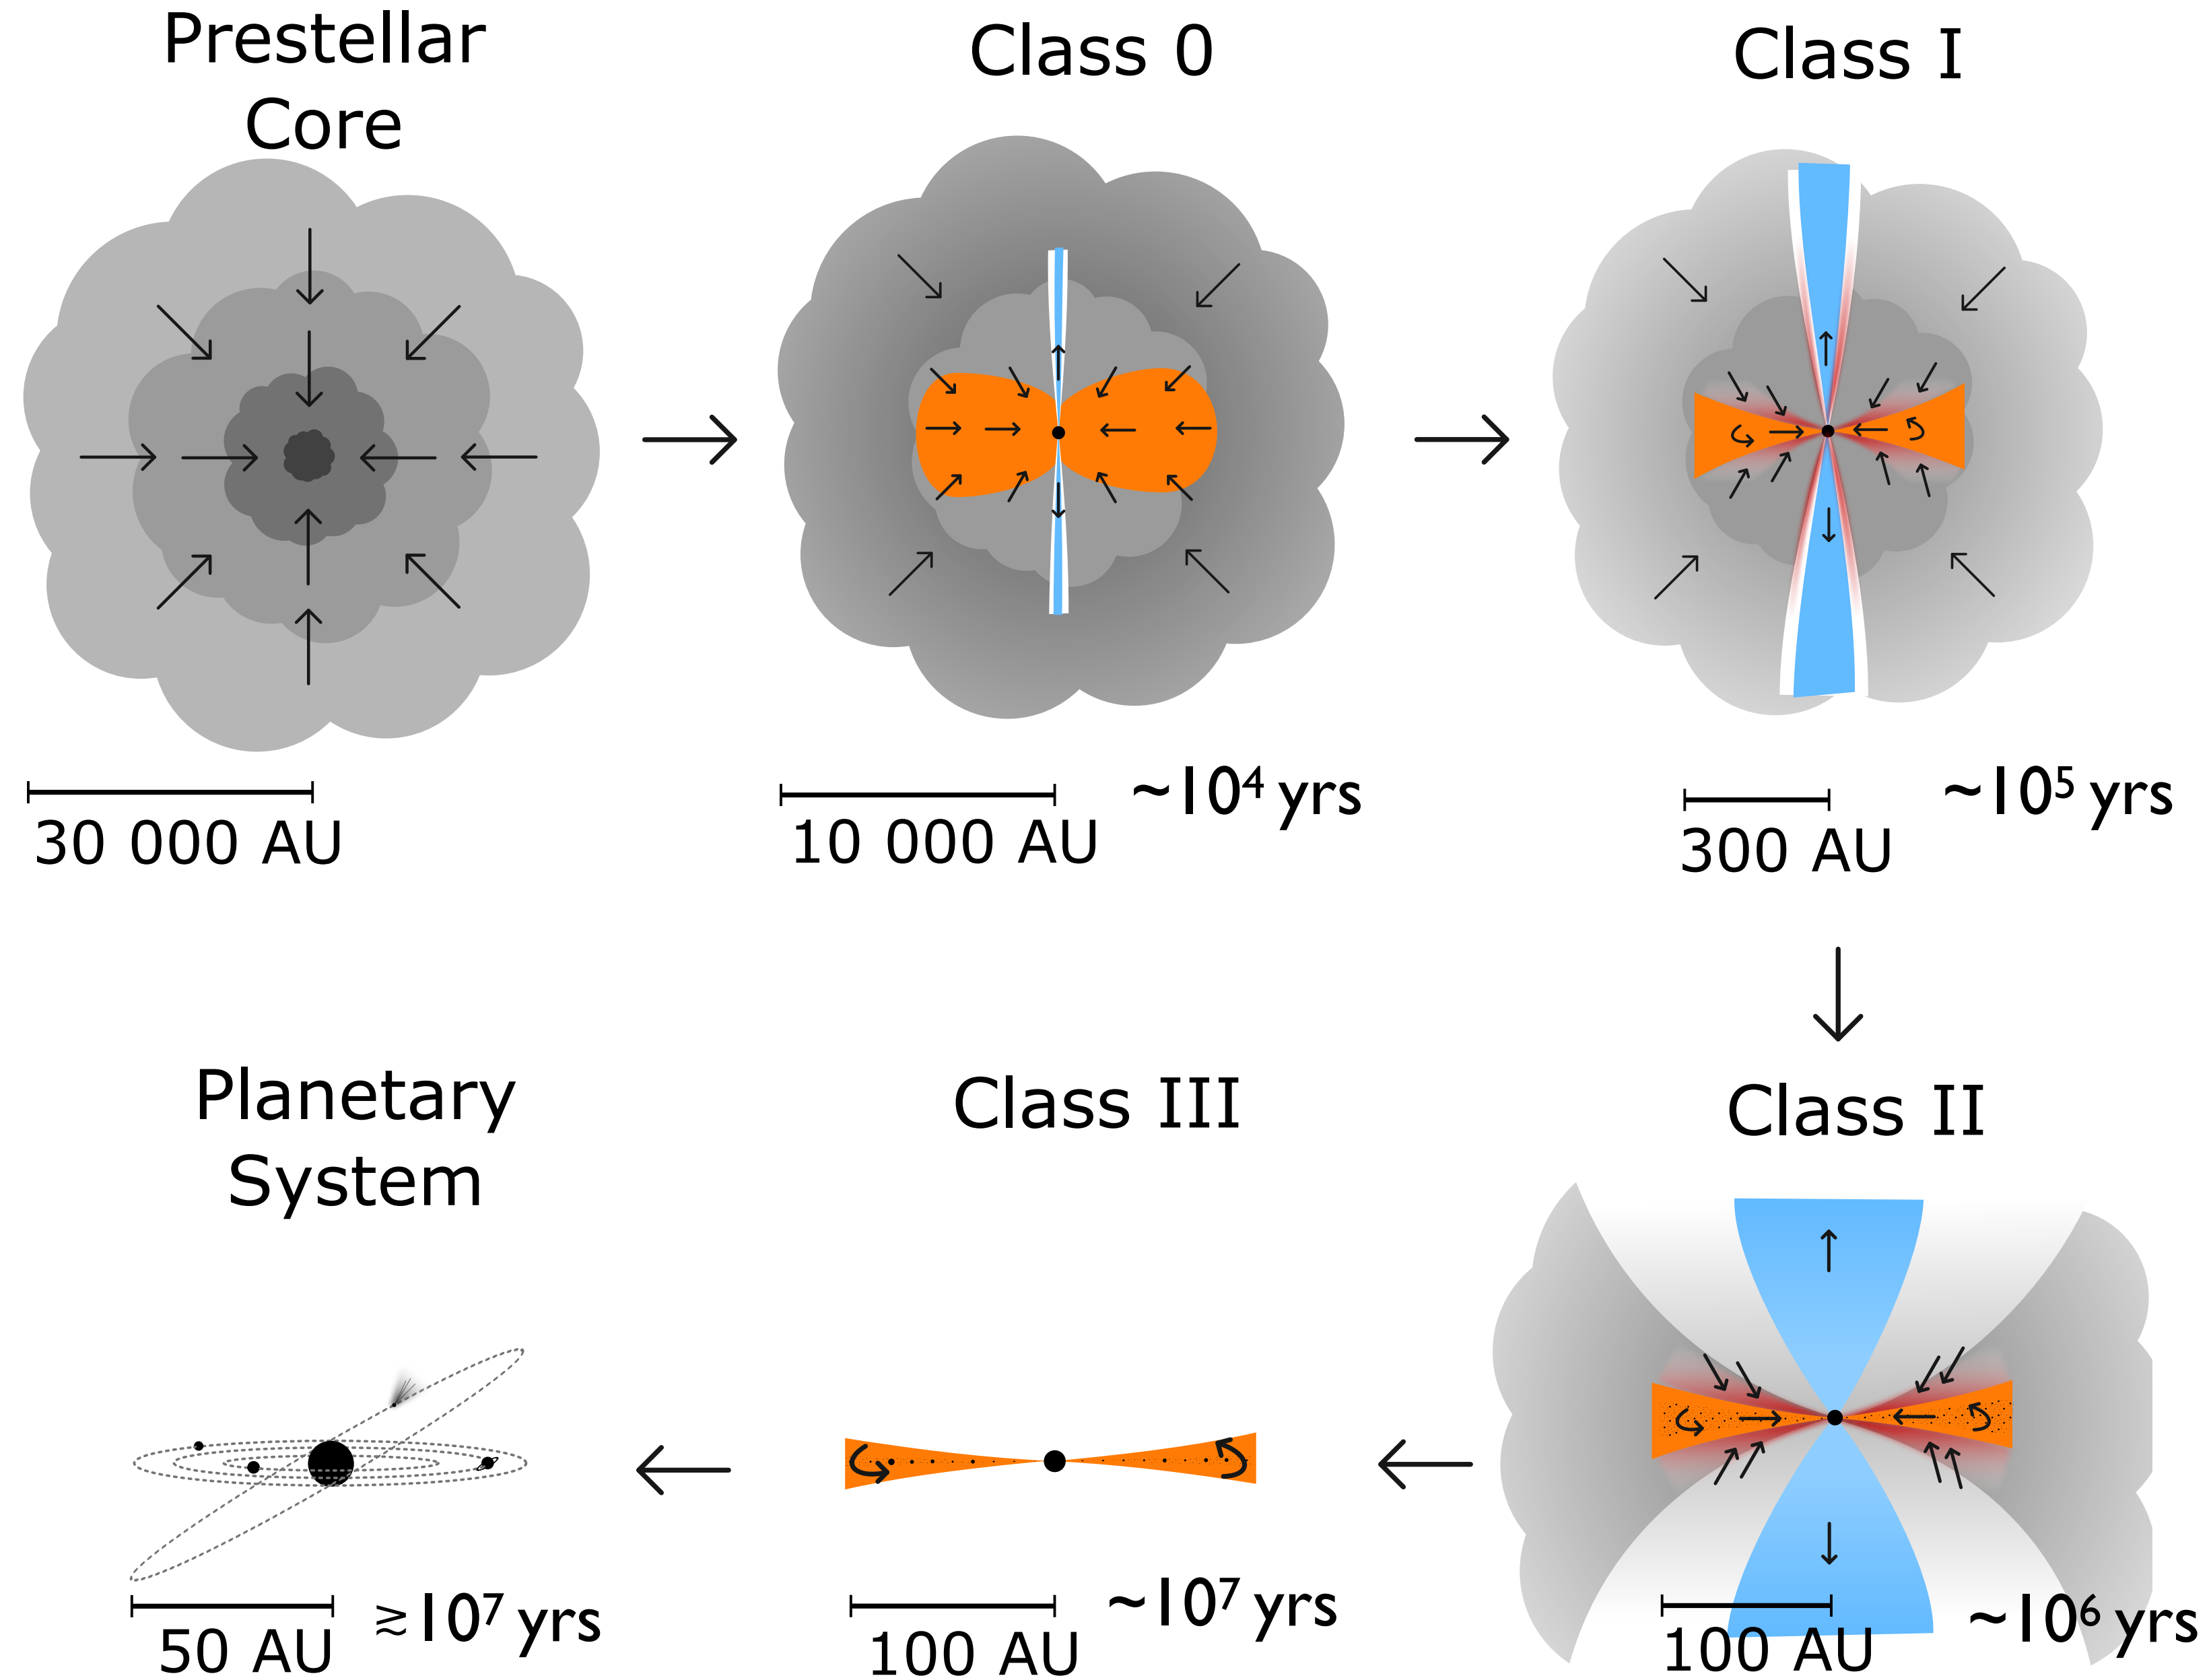 Prestellar
Core
Class 0
Class I
30 000 AU
10 000 AU
~10⁴ yrs
300 AU
~10⁵ yrs
Planetary
System
Class III
Class II
50 AU
≳10⁷ yrs
100 AU
~10⁷ yrs
100 AU
~10⁶ yrs